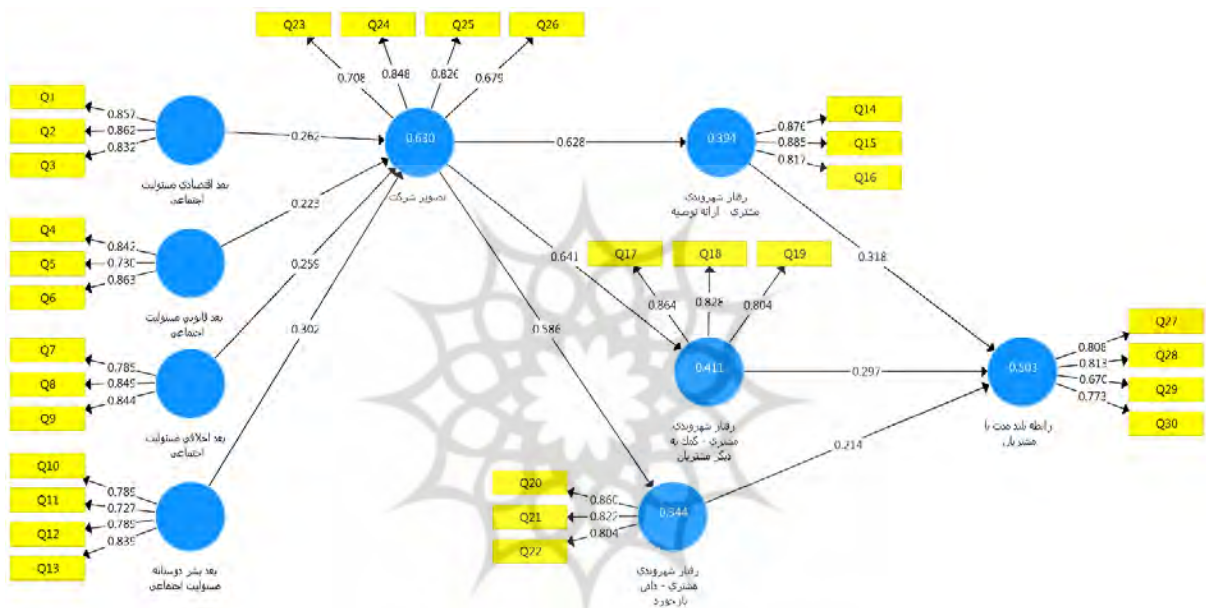 Q23
Q24
Q25
Q26
0.708
0.848
0.826
0.679
Q1
Q2
Q3
0.857
0.862
0.832
بعد اقتصادی مسئولیت
اجتماعی
0.262
0.630
تصویر شرکت
0.628
0.394
رفتار شهروندی
مشتری - ارائه توصیه
0.876
0.885
0.817
Q14
Q15
Q16
Q4
Q5
Q6
0.842
0.730
0.863
بعد قانونی مسئولیت
اجتماعی
0.223
0.641
Q17
Q18
Q19
0.864
0.828
0.804
0.411
رفتار شهروندی
مشتری - کمک به
دیگر مشتریان
0.318
0.297
Q7
Q8
Q9
0.789
0.849
0.844
بعد اخلاقی مسئولیت
اجتماعی
0.259
0.586
0.503
رابطه بلند مدت با
مشتریان
0.808
0.813
0.670
0.773
Q27
Q28
Q29
Q30
Q10
Q11
Q12
Q13
0.789
0.727
0.789
0.839
بعد بشر دوستانه
مسئولیت اجتماعی
0.302
Q20
Q21
Q22
0.860
0.822
0.804
0.344
رفتار شهروندی
مشتری - دادن
بازخورد
0.214